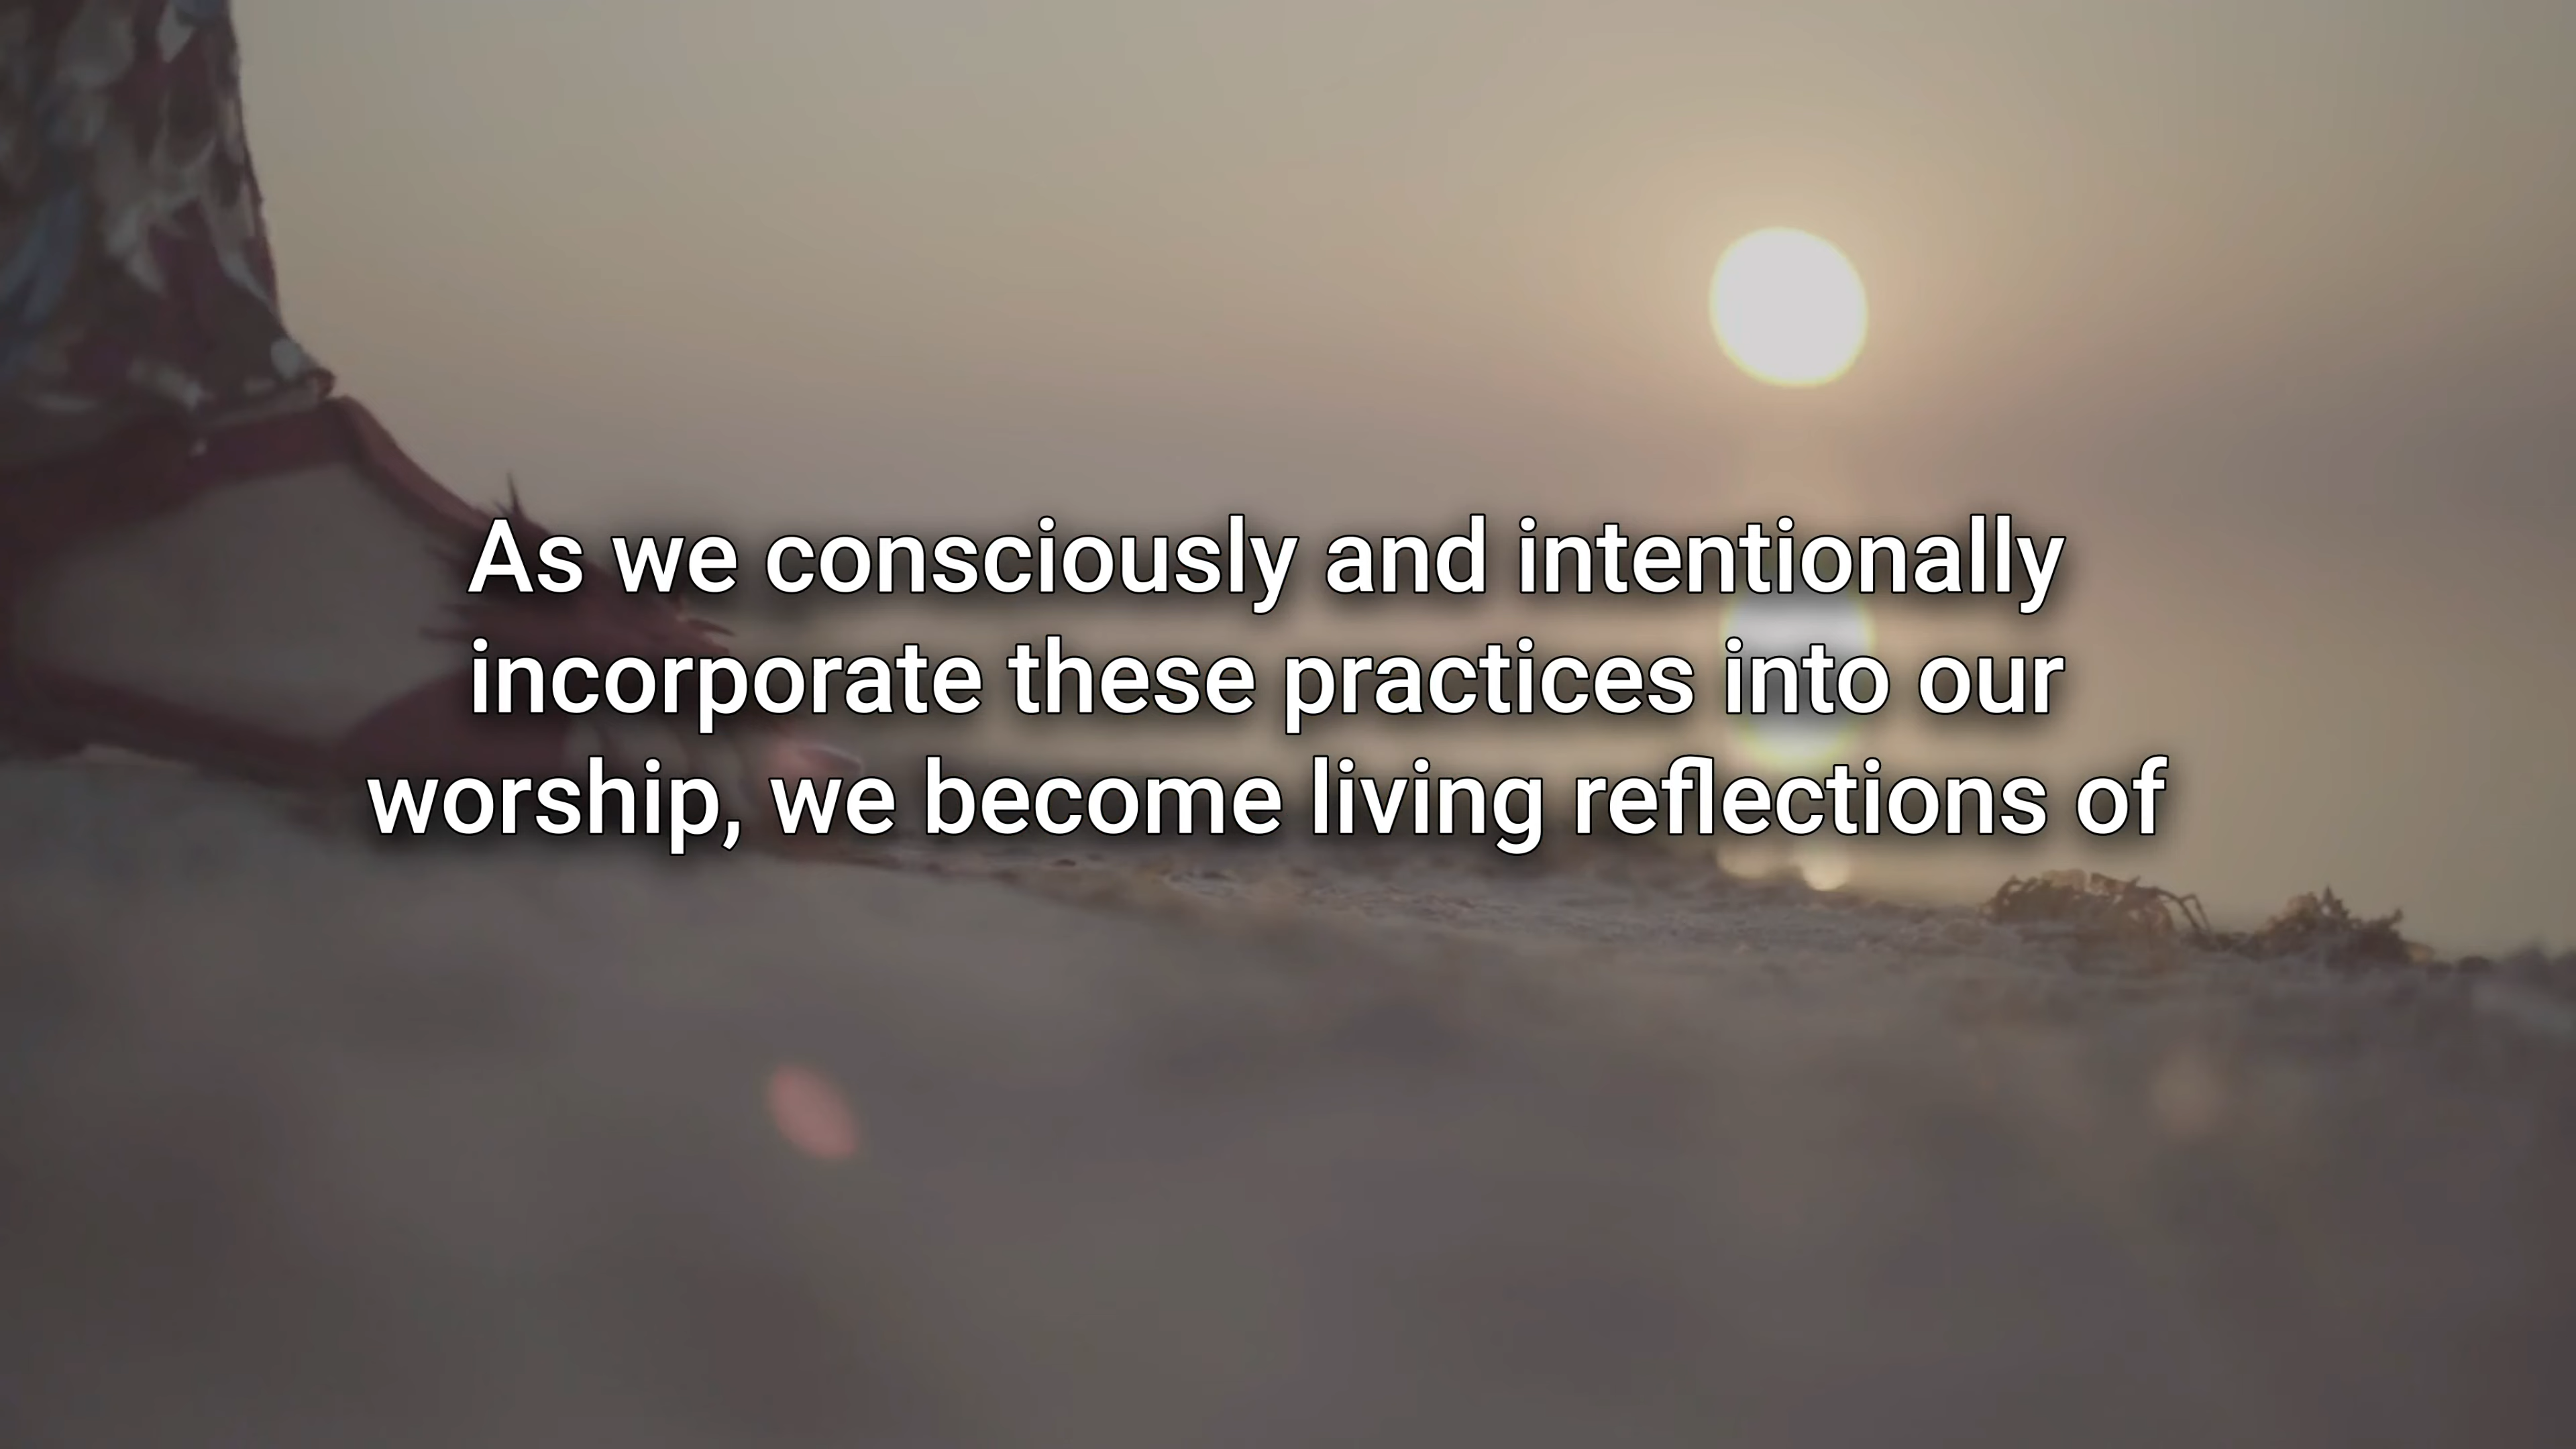 As we consciously and intentionally
incorporate these practices into our
worship, we become living reflections of